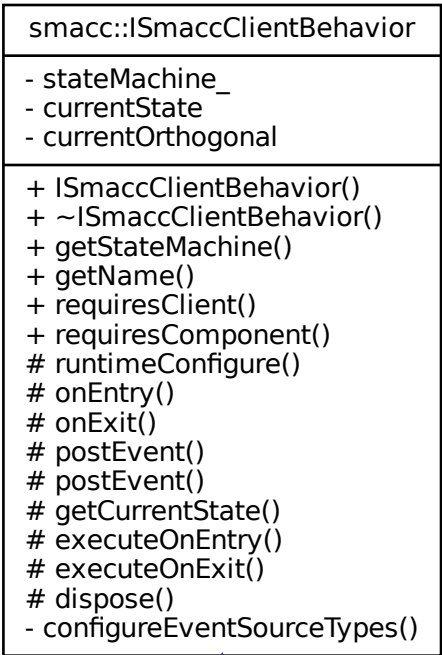 smacc::ISmaccClientBehavior
- stateMachine_
- currentState
- currentOrthogonal
+ ISmaccClientBehavior()
+ ~ISmaccClientBehavior()
+ getStateMachine()
+ getName()
+ requiresClient()
+ requiresComponent()
# runtimeConfigure()
# onEntry()
# onExit()
# postEvent()
# postEvent()
# getCurrentState()
# executeOnEntry()
# executeOnExit()
# dispose()
- configureEventSourceTypes()